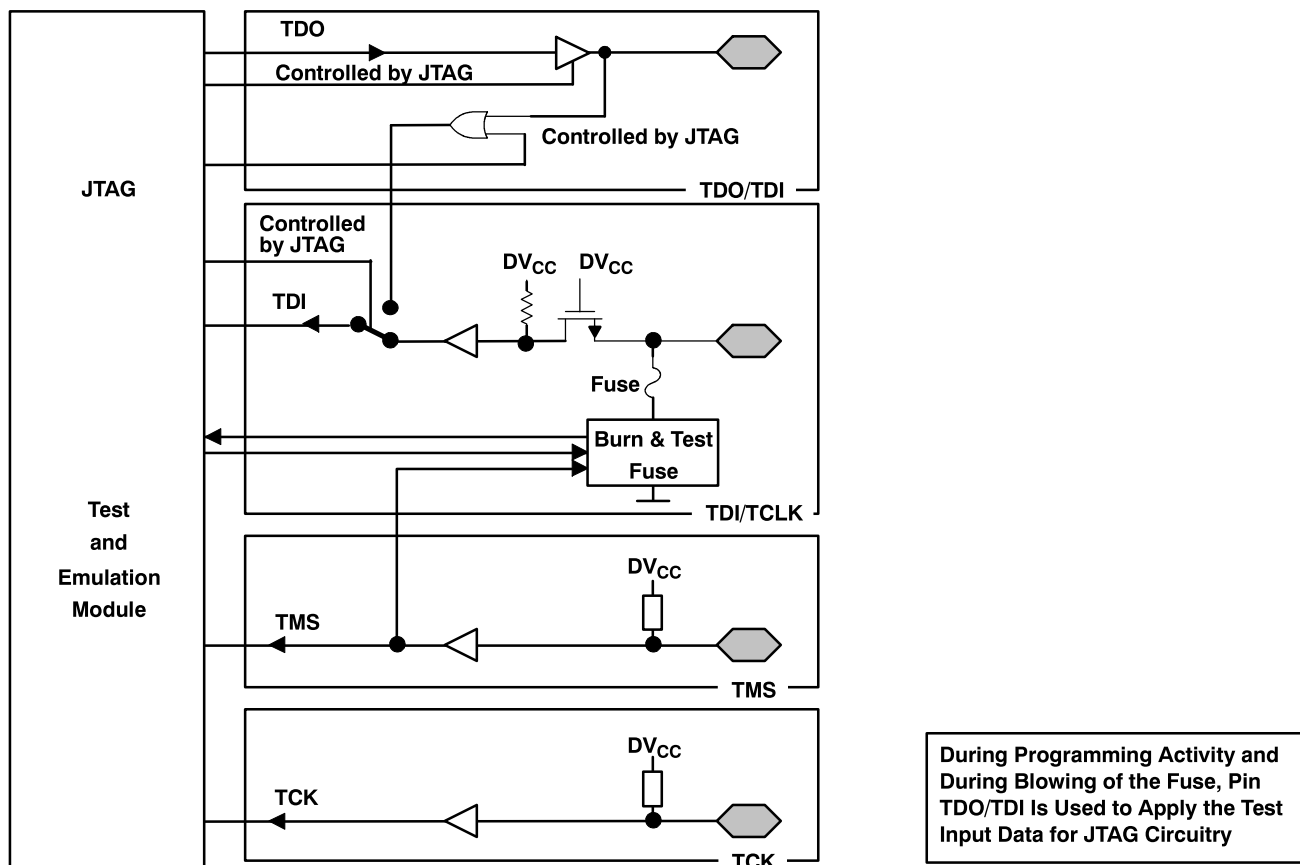 TDO
Controlled by JTAG
Controlled by JTAG
JTAG
TDO/TDI
Controlled
by JTAG
DVCC
DVCC
TDI
Fuse
Burn & Test
Fuse
TDI/TCLK
Test
and
Emulation
Module
DVCC
TMS
TMS
DVCC
TCK
TCK
During Programming Activity and
During Blowing of the Fuse, Pin
TDO/TDI Is Used to Apply the Test
Input Data for JTAG Circuitry